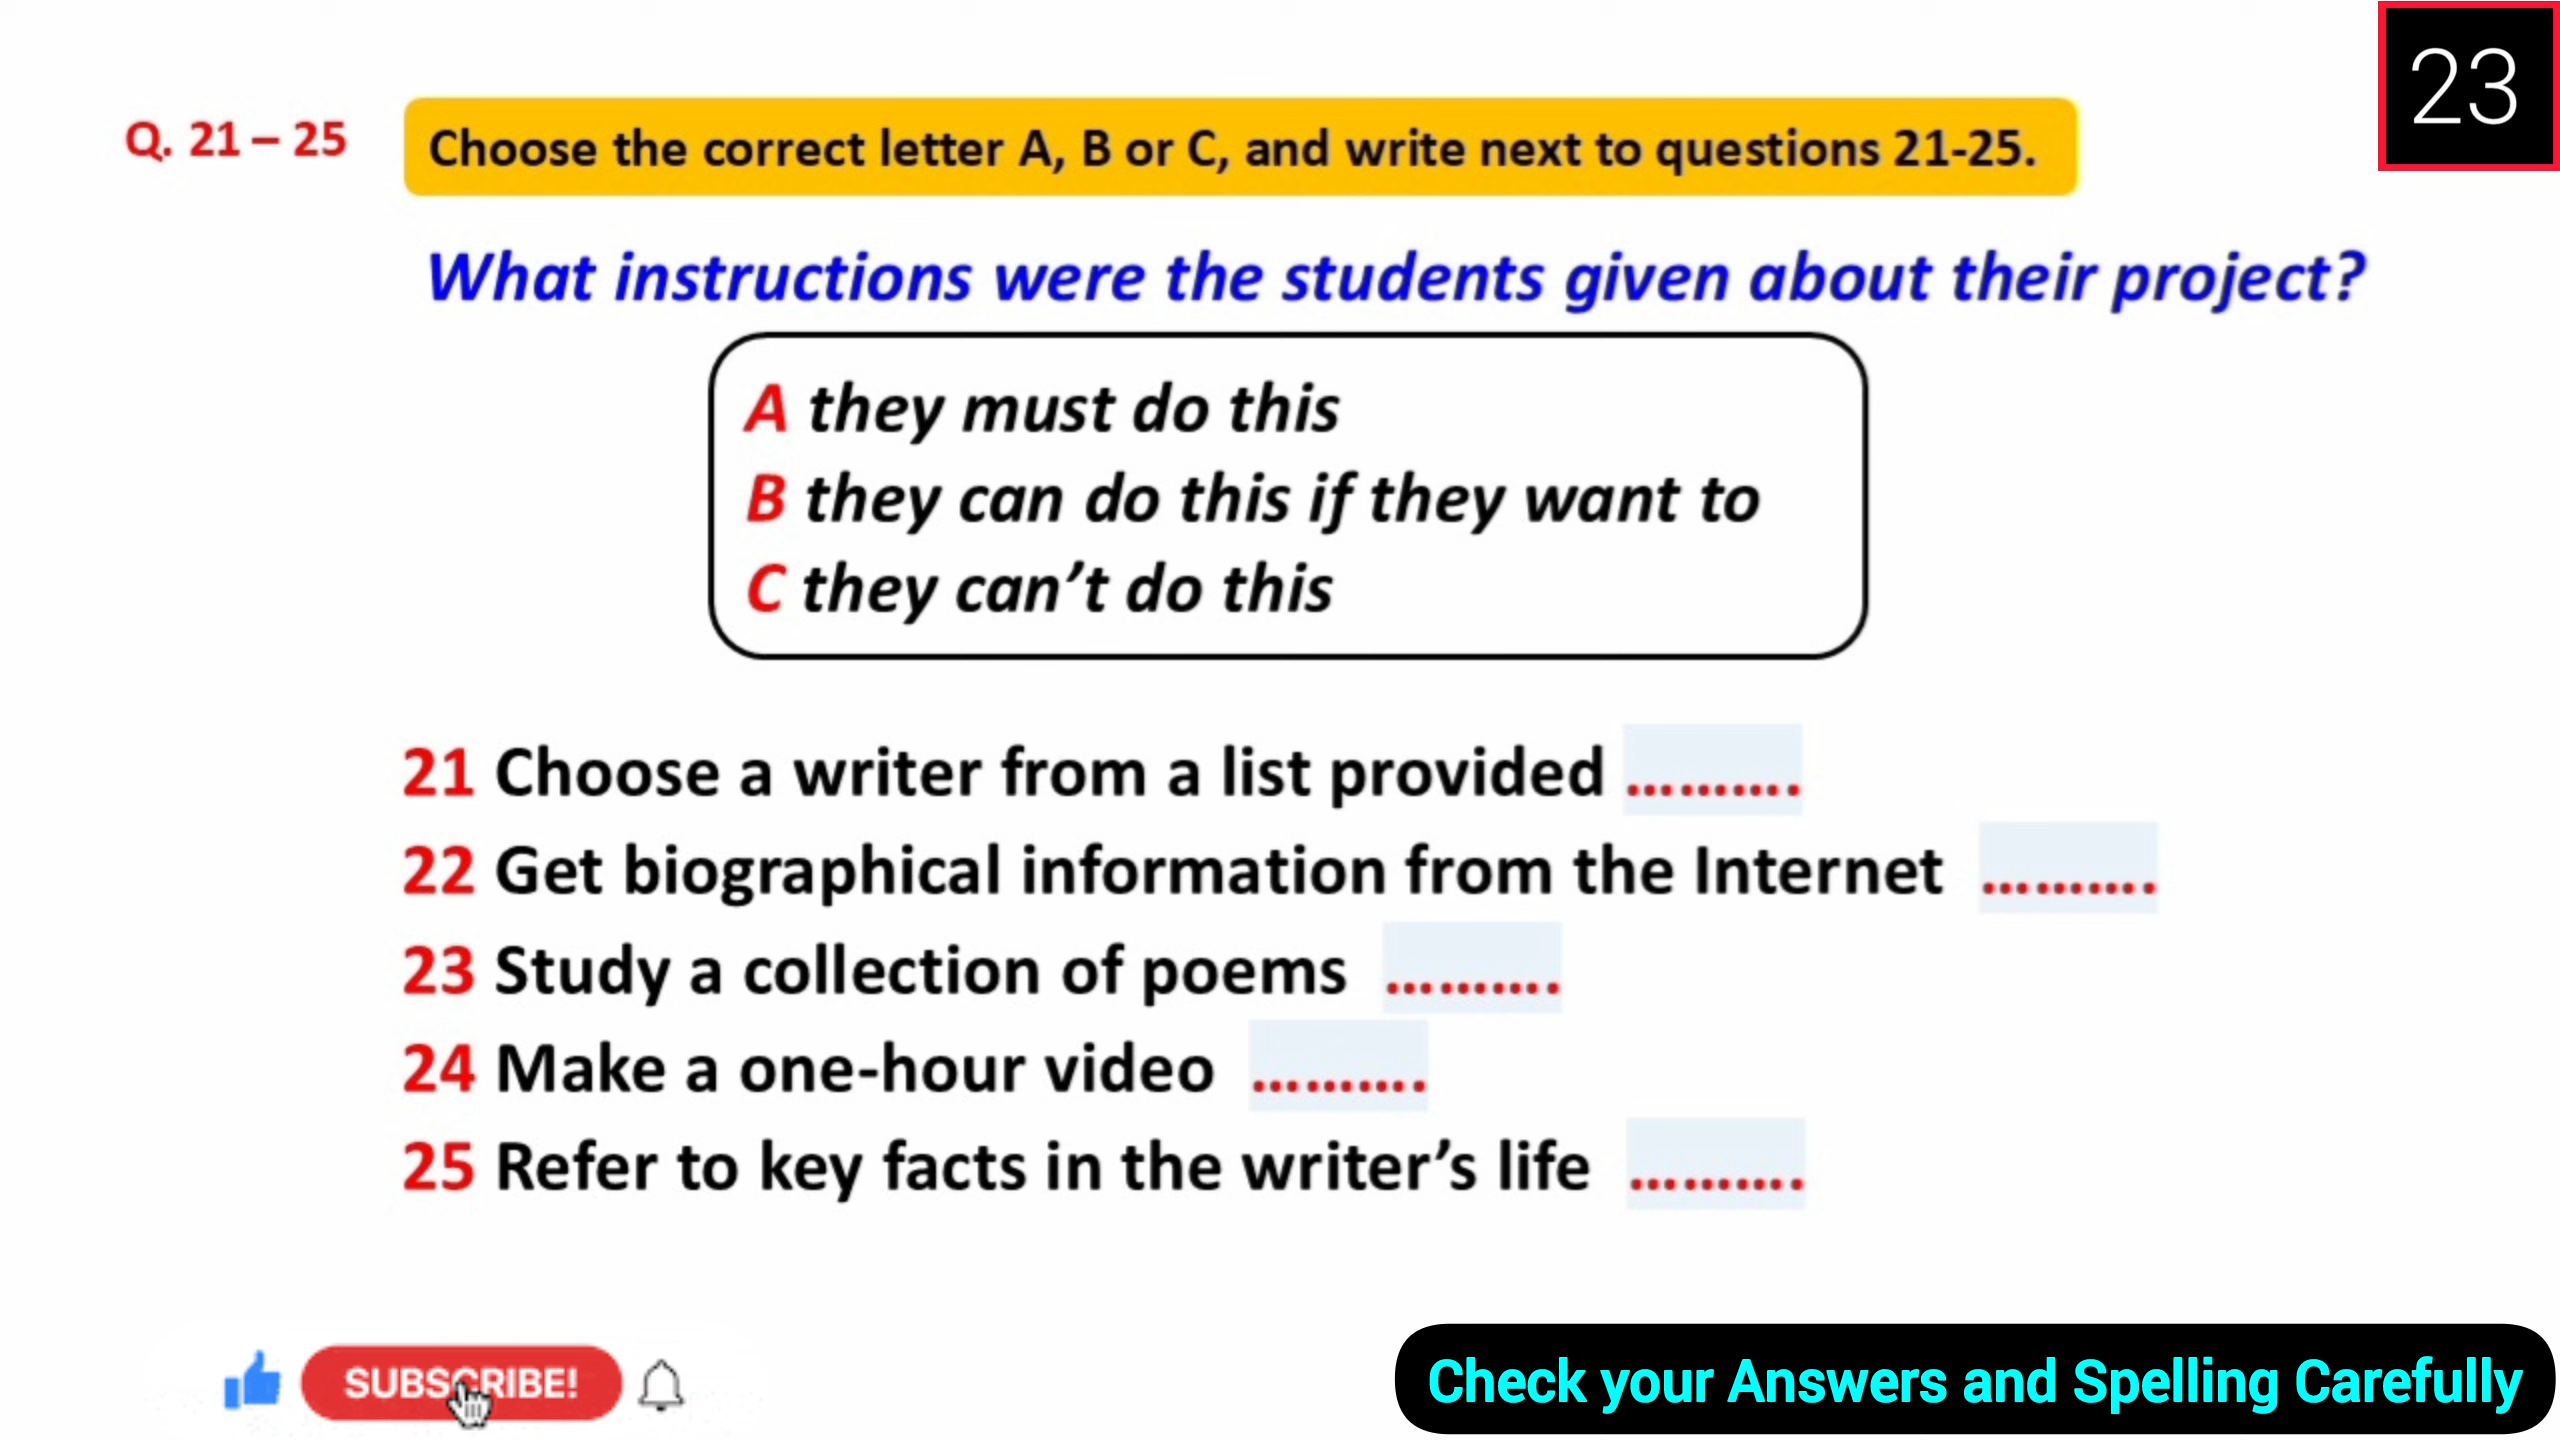 23
Q. 21 – 25
Choose the correct letter A, B or C, and write next to questions 21-25.
What instructions were the students given about their project?
A they must do this
B they can do this if they want to
C they can’t do this
21 Choose a writer from a list provided ..........
22 Get biographical information from the Internet ..........
23 Study a collection of poems ..........
24 Make a one-hour video ..........
25 Refer to key facts in the writer’s life ..........
SUBSCRIBE!
Check your Answers and Spelling Carefully